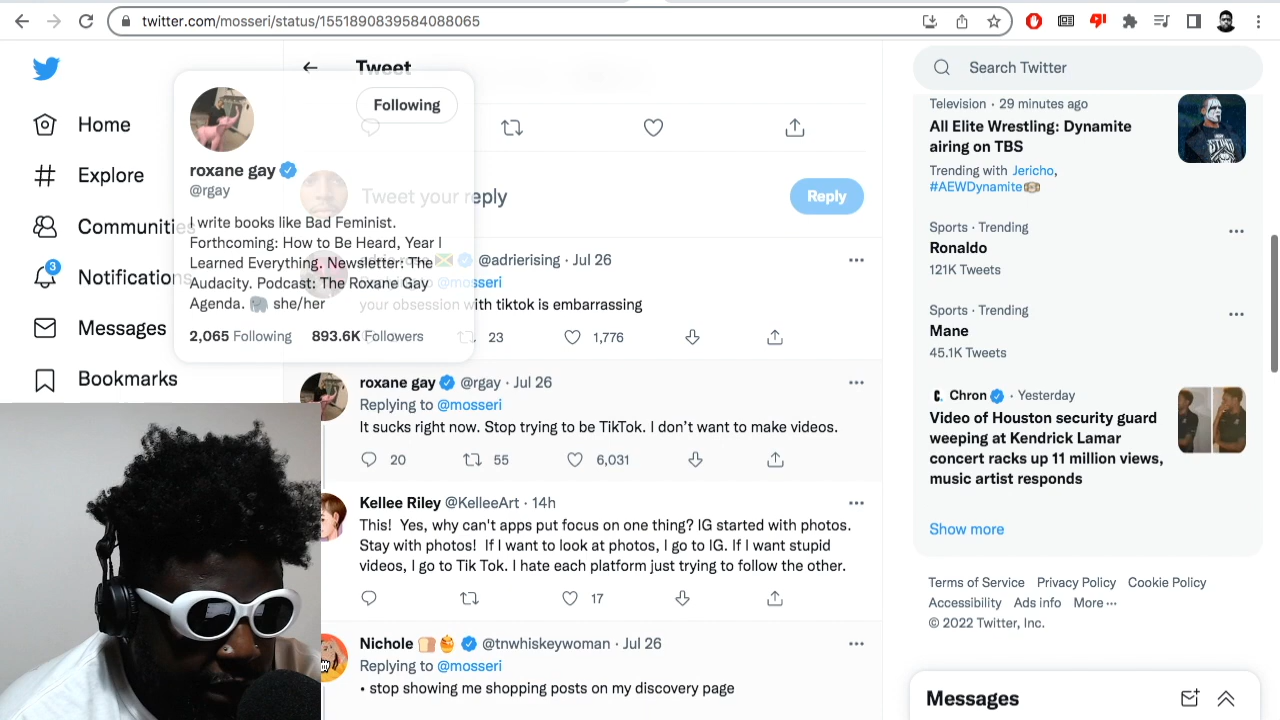 twitter.com/mosseri/status/1551890839584088065
Home
Explore
Communities
Notifications
3
Messages
Bookmarks
Tweet
Following
roxane gay
@rgay
I write books like Bad Feminist.
Forthcoming: How to Be Heard, Year I
Learned Everything. Newsletter: The
Audacity. Podcast: The Roxane Gay
Agenda. 🐘 she/her
2,065 Following 893.6K Followers
Tweet your reply
Reply
@adrierising · Jul 26
@mosseri
your obsession with tiktok is embarrassing
23 1,776
roxane gay @rgay · Jul 26
Replying to @mosseri
It sucks right now. Stop trying to be TikTok. I don't want to make videos.
20 55 6,031
Kellee Riley @KelleeArt · 14h
This! Yes, why can't apps put focus on one thing? IG started with photos.
Stay with photos! If I want to look at photos, I go to IG. If I want stupid
videos, I go to Tik Tok. I hate each platform just trying to follow the other.
17
Nichole 🍞🧁 @tnwhiskeywoman · Jul 26
Replying to @mosseri
• stop showing me shopping posts on my discovery page
Search Twitter
Television · 29 minutes ago
All Elite Wrestling: Dynamite
airing on TBS
Trending with Jericho,
#AEWDynamite
Sports · Trending
Ronaldo
121K Tweets
Sports · Trending
Mane
45.1K Tweets
Chron · Yesterday
Video of Houston security guard
weeping at Kendrick Lamar
concert racks up 11 million views,
music artist responds
Show more
Terms of Service Privacy Policy Cookie Policy
Accessibility Ads info More ···
© 2022 Twitter, Inc.
Messages